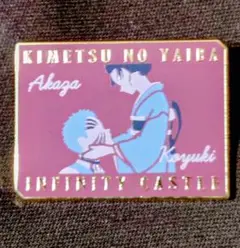 KIMETSU NO YAIBA
Akaza
Koyuki
INFINITY CASTLE